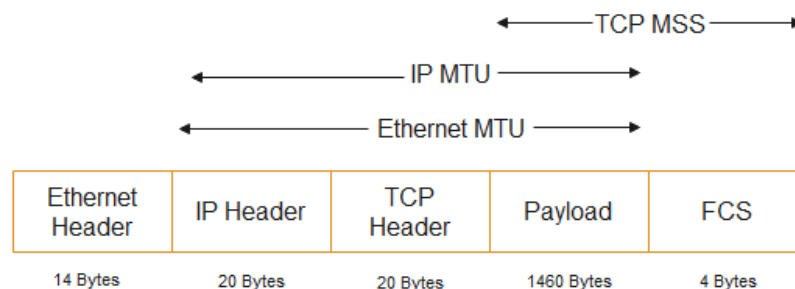 TCP MSS
IP MTU
Ethernet MTU
Ethernet
Header
IP Header
TCP
Header
Payload
FCS
14 Bytes
20 Bytes
20 Bytes
1460 Bytes
4 Bytes